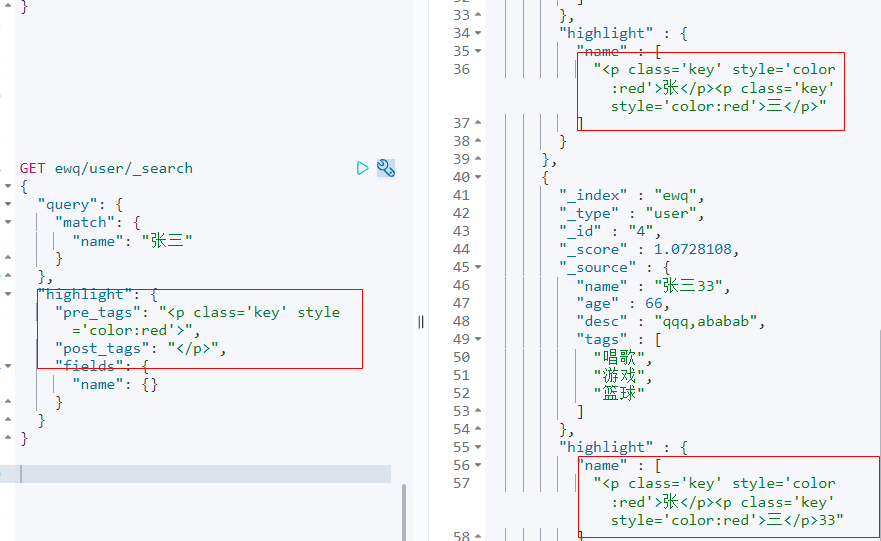 }
GET ewq/user/_search
{
"query": {
"match": {
"name": "张三"
}
},
"highlight": {
"pre_tags": "<p class='key' style
='color:red'>",
"post_tags": "</p>",
"fields": {
"name": {}
}
}
}
33 },
34 "highlight" : {
35 "name" : [
36 "<p class='key' style='color
:red'>张</p><p class='key'
style='color:red'>三</p>"
37 ]
38 }
39 },
40 {
41 "_index" : "ewq",
42 "_type" : "user",
43 "_id" : "4",
44 "_score" : 1.0728108,
45 "_source" : {
46 "name" : "张三33",
47 "age" : 66,
48 "desc" : "qqq,ababab",
49 "tags" : [
50 "唱歌",
51 "游戏",
52 "篮球"
53 ]
54 },
55 "highlight" : {
56 "name" : [
57 "<p class='key' style='color
:red'>张</p><p class='key'
style='color:red'>三</p>33"
58 ]